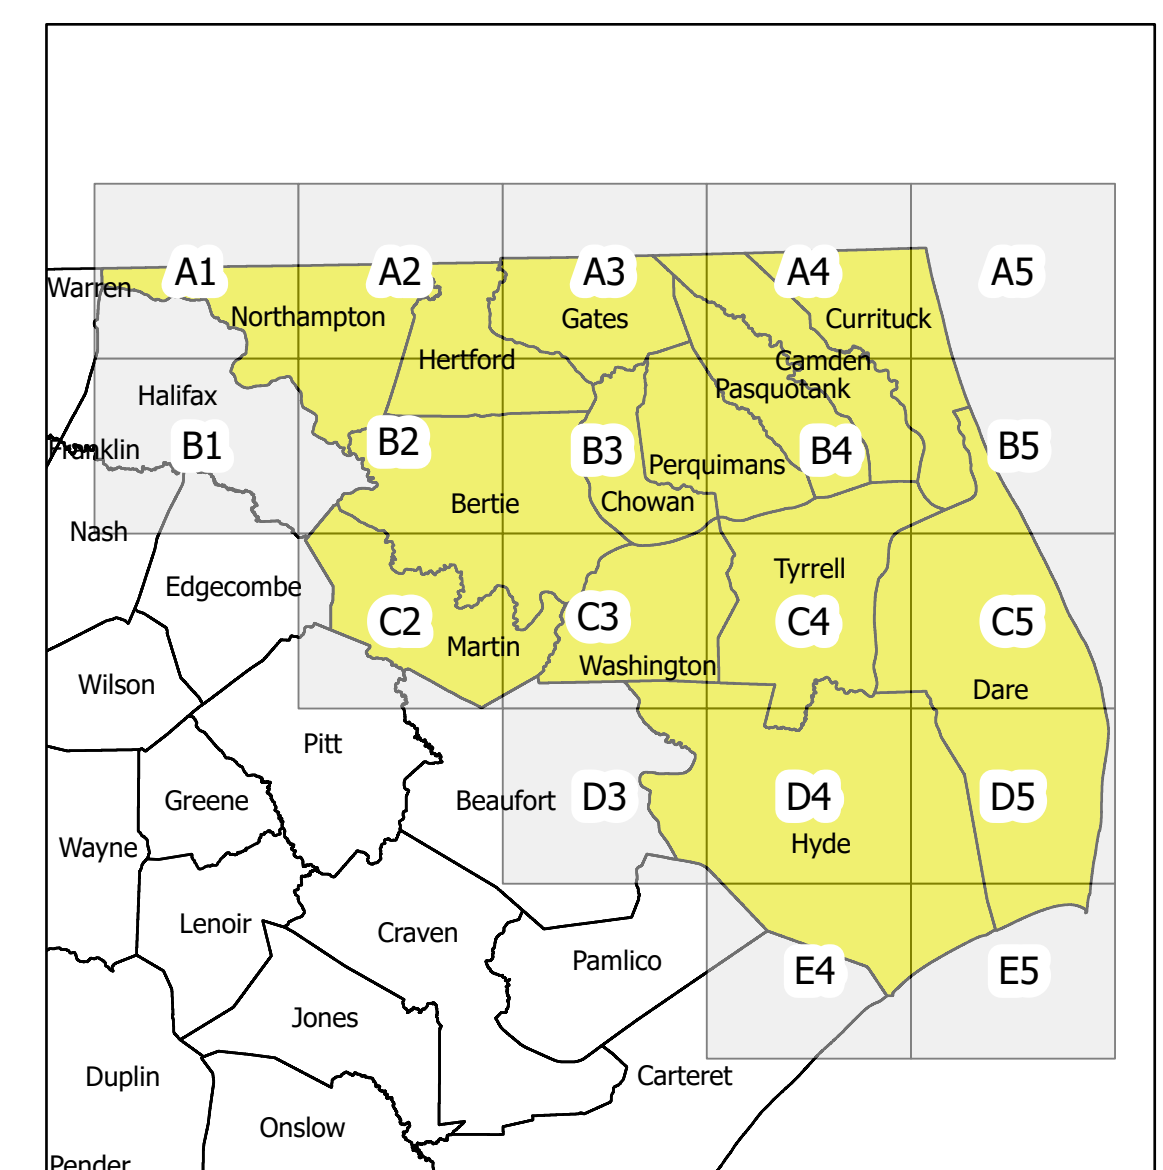 A1
A2
A3
A4
A5
Warren
Northampton
Gates
Currituck
Hertford
Camden
Halifax
Pasquotank
Franklin
B1
B2
B3
B4
B5
Perquimans
Bertie
Chowan
Nash
Edgecombe
Tyrrell
C2
C3
C4
C5
Martin
Washington
Wilson
Dare
Pitt
Greene
Beaufort
D3
D4
D5
Wayne
Hyde
Lenoir
Craven
Pamlico
E4
E5
Jones
Duplin
Carteret
Onslow
Pender